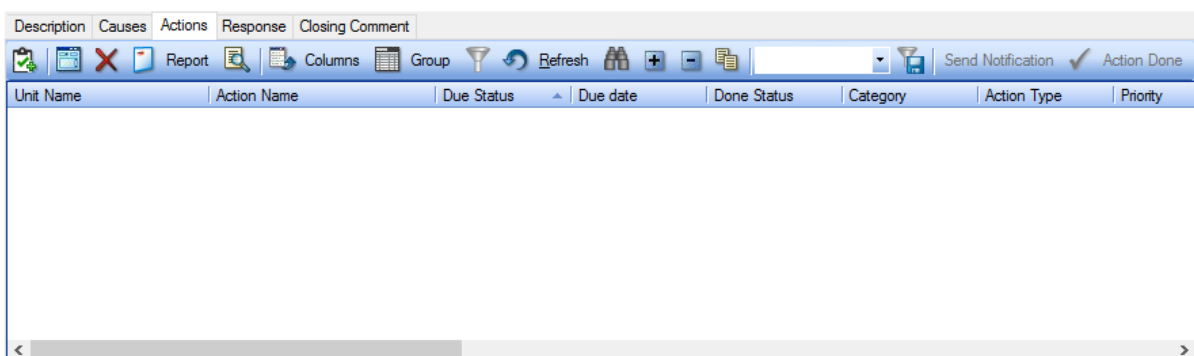 Description Causes Actions Response Closing Comment
Report Columns Group Refresh Send Notification Action Done
Unit Name Action Name Due Status Due date Done Status Category Action Type Priority